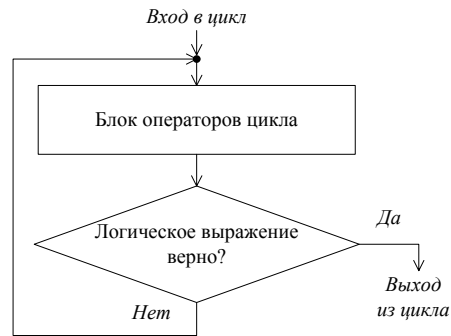 Вход в цикл
Блок операторов цикла
Логическое выражение
верно?
Да
Нет
Выход
из цикла